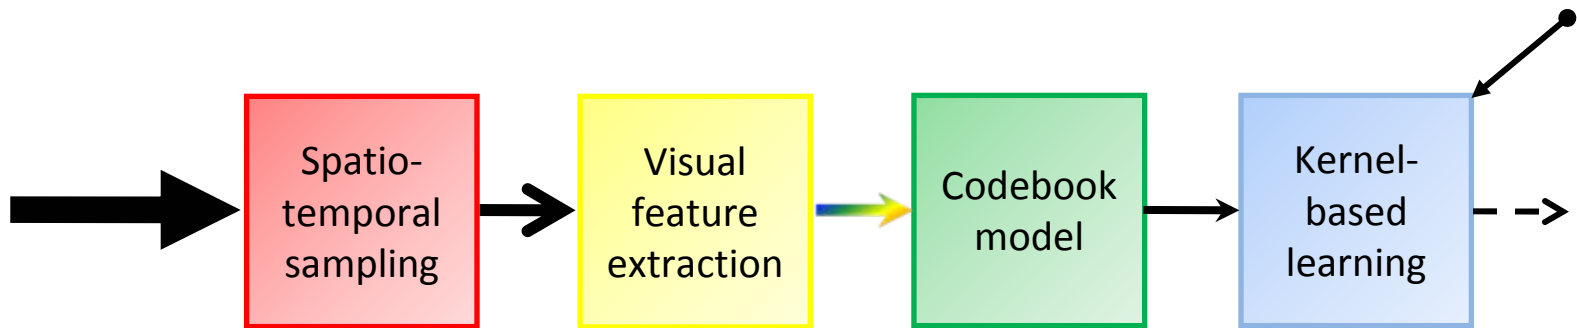 Spatio-
temporal
sampling
Visual
feature
extraction
Codebook
model
Kernel-
based
learning